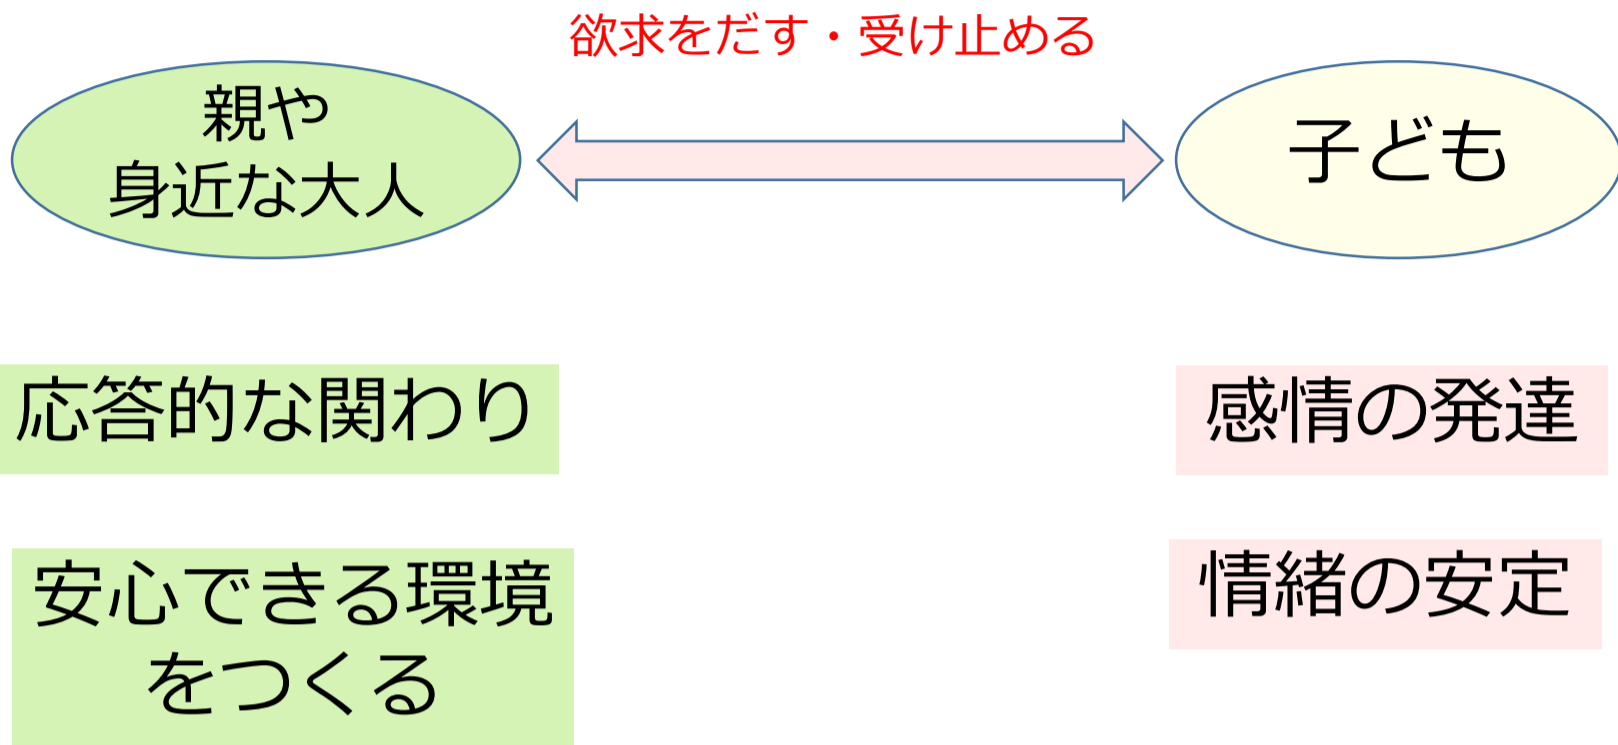 欲求をだす・受け止める
親や
身近な大人
子ども
応答的な関わり
感情の発達
安心できる環境
をつくる
情緒の安定